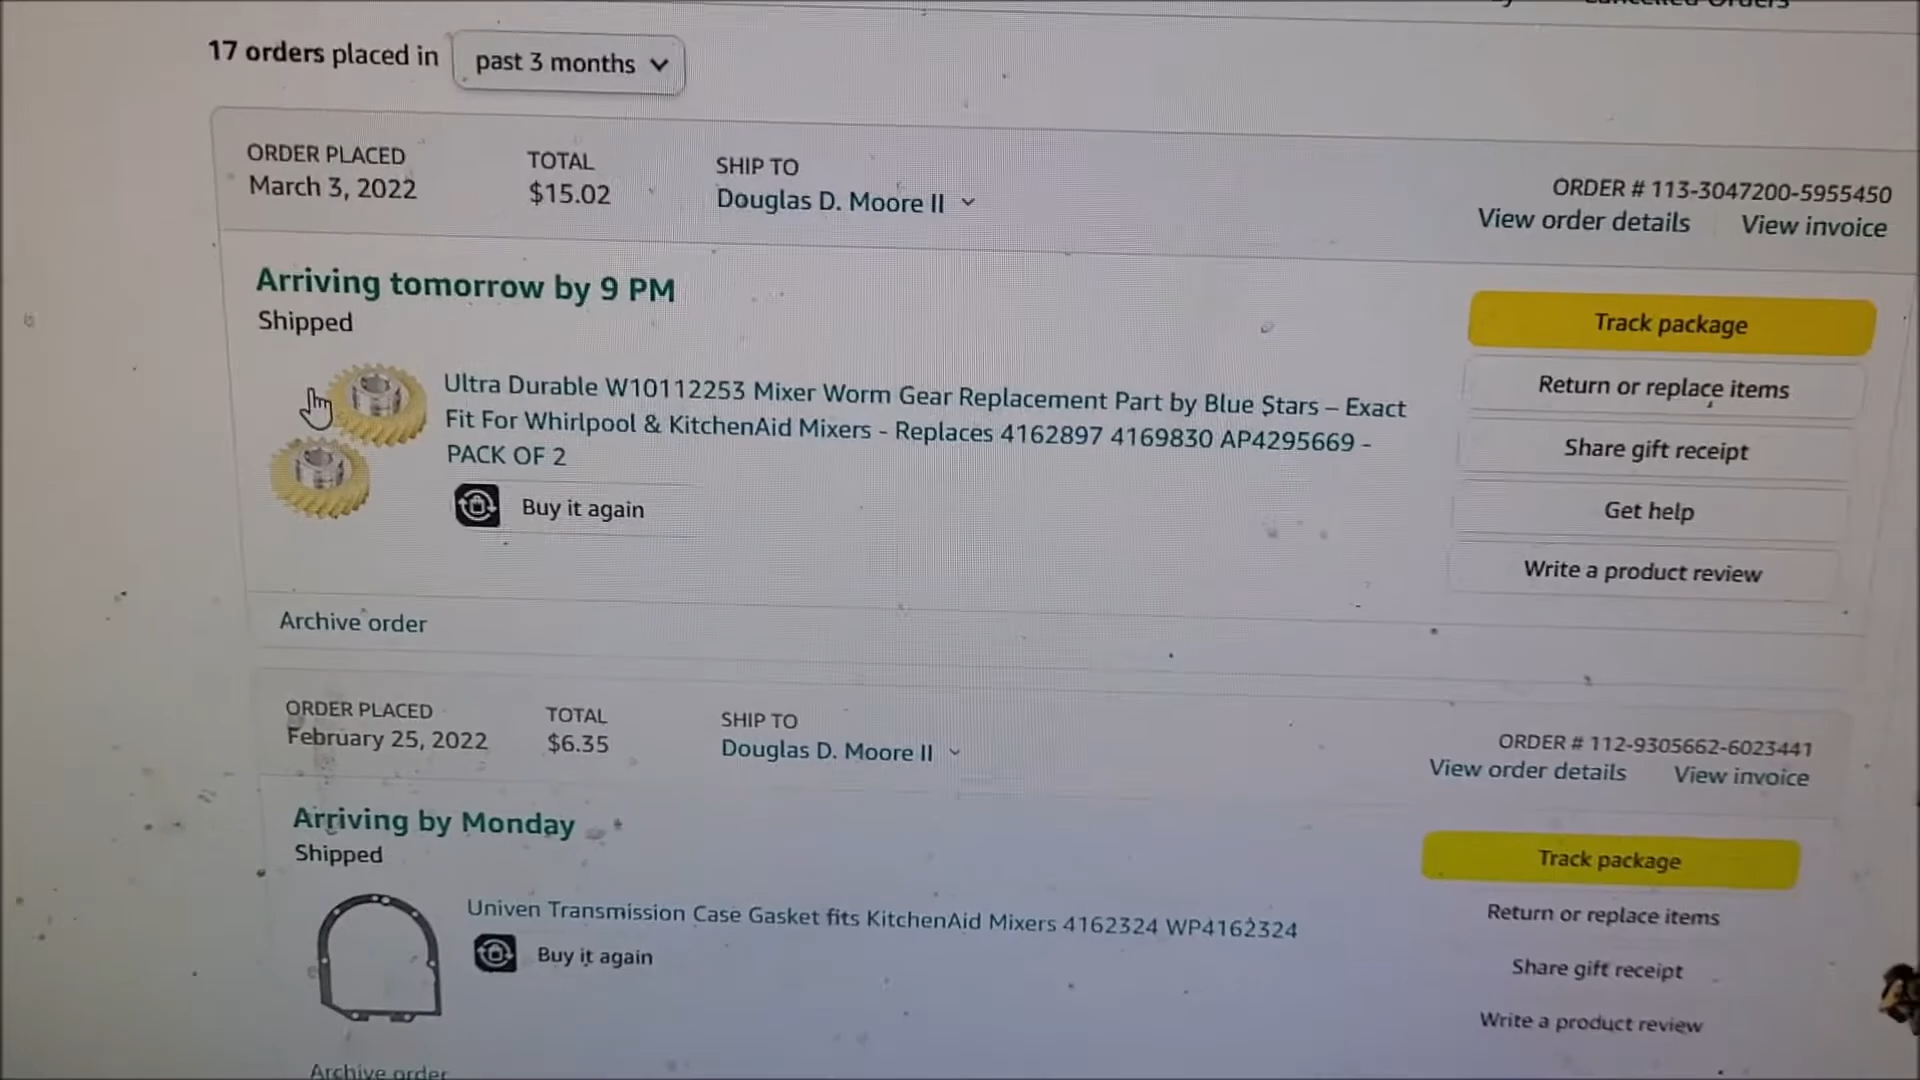 17 orders placed in past 3 months
ORDER PLACED TOTAL SHIP TO
March 3, 2022 $15.02 Douglas D. Moore II
ORDER # 113-3047200-5955450
View order details View invoice
Arriving tomorrow by 9 PM
Shipped
Track package
Return or replace items
Ultra Durable W10112253 Mixer Worm Gear Replacement Part by Blue Stars – Exact
Fit For Whirlpool & KitchenAid Mixers - Replaces 4162897 4169830 AP4295669 -
PACK OF 2
Share gift receipt
Buy it again
Get help
Write a product review
Archive order
ORDER PLACED TOTAL SHIP TO
February 25, 2022 $6.35 Douglas D. Moore II
ORDER # 112-9305662-6023441
View order details View invoice
Arriving by Monday
Shipped
Track package
Univen Transmission Case Gasket fits KitchenAid Mixers 4162324 WP4162324
Return or replace items
Buy it again
Share gift receipt
Write a product review
Archive order